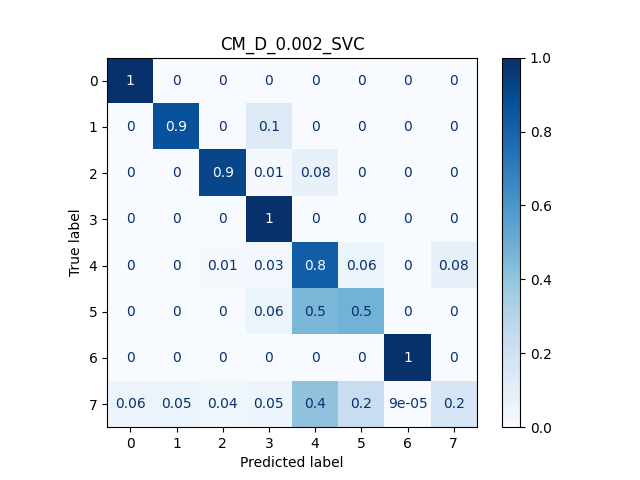 CM_D_0.002_SVC
0 1 0 0 0 0 0 0 0 1.0
1 0 0.9 0 0.1 0 0 0 0
2 0 0 0.9 0.01 0.08 0 0 0 0.8
3 0 0 0 1 0 0 0 0 0.6
4 0 0 0.01 0.03 0.8 0.06 0 0.08 0.4
5 0 0 0 0.06 0.5 0.5 0 0
6 0 0 0 0 0 0 1 0 0.2
7 0.06 0.05 0.04 0.05 0.4 0.2 9e-05 0.2 0.0
0 1 2 3 4 5 6 7
True label
Predicted label